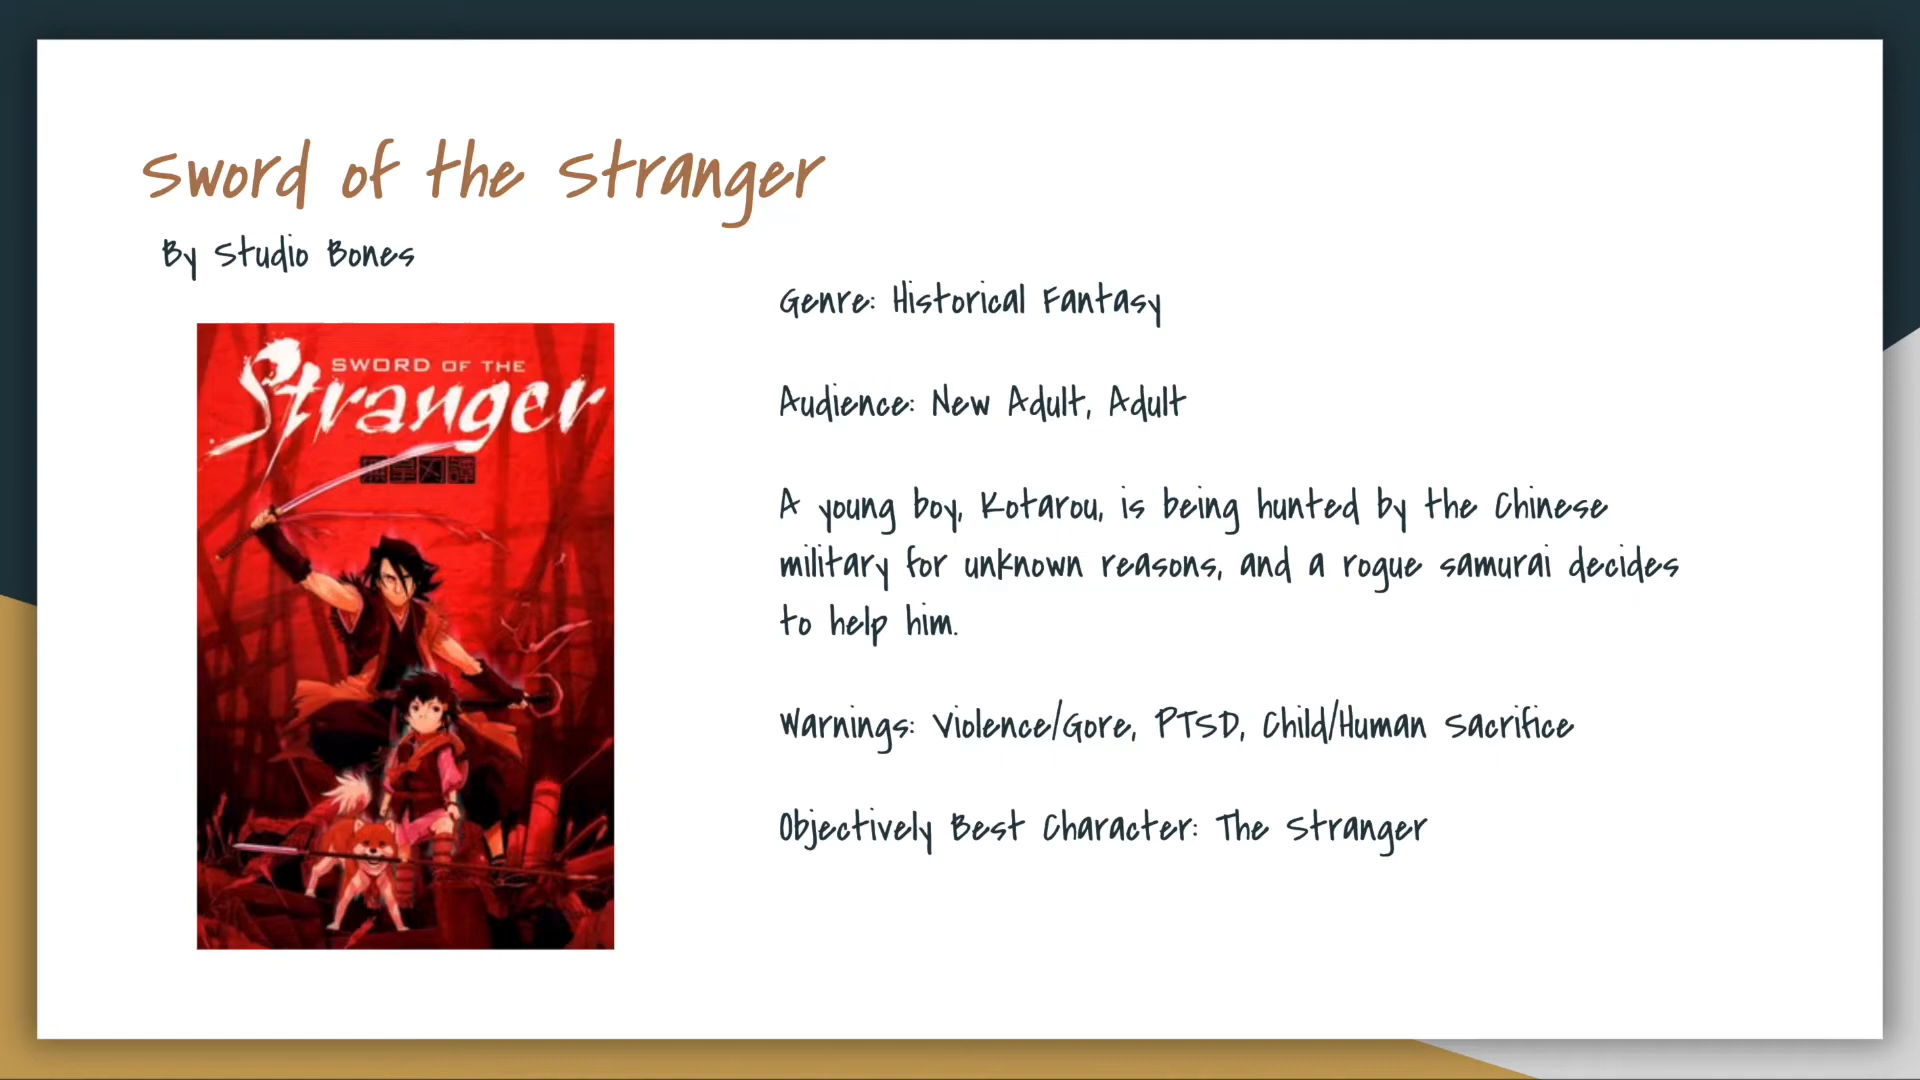 Sword of the Stranger
By Studio Bones
SWORD OF THE
Stranger
Genre: Historical Fantasy
Audience: New Adult, Adult
A young boy, Kotarou, is being hunted by the Chinese
military for unknown reasons, and a rogue samurai decides
to help him.
Warnings: Violence/Gore, PTSD, Child/Human Sacrifice
Objectively Best Character: The Stranger